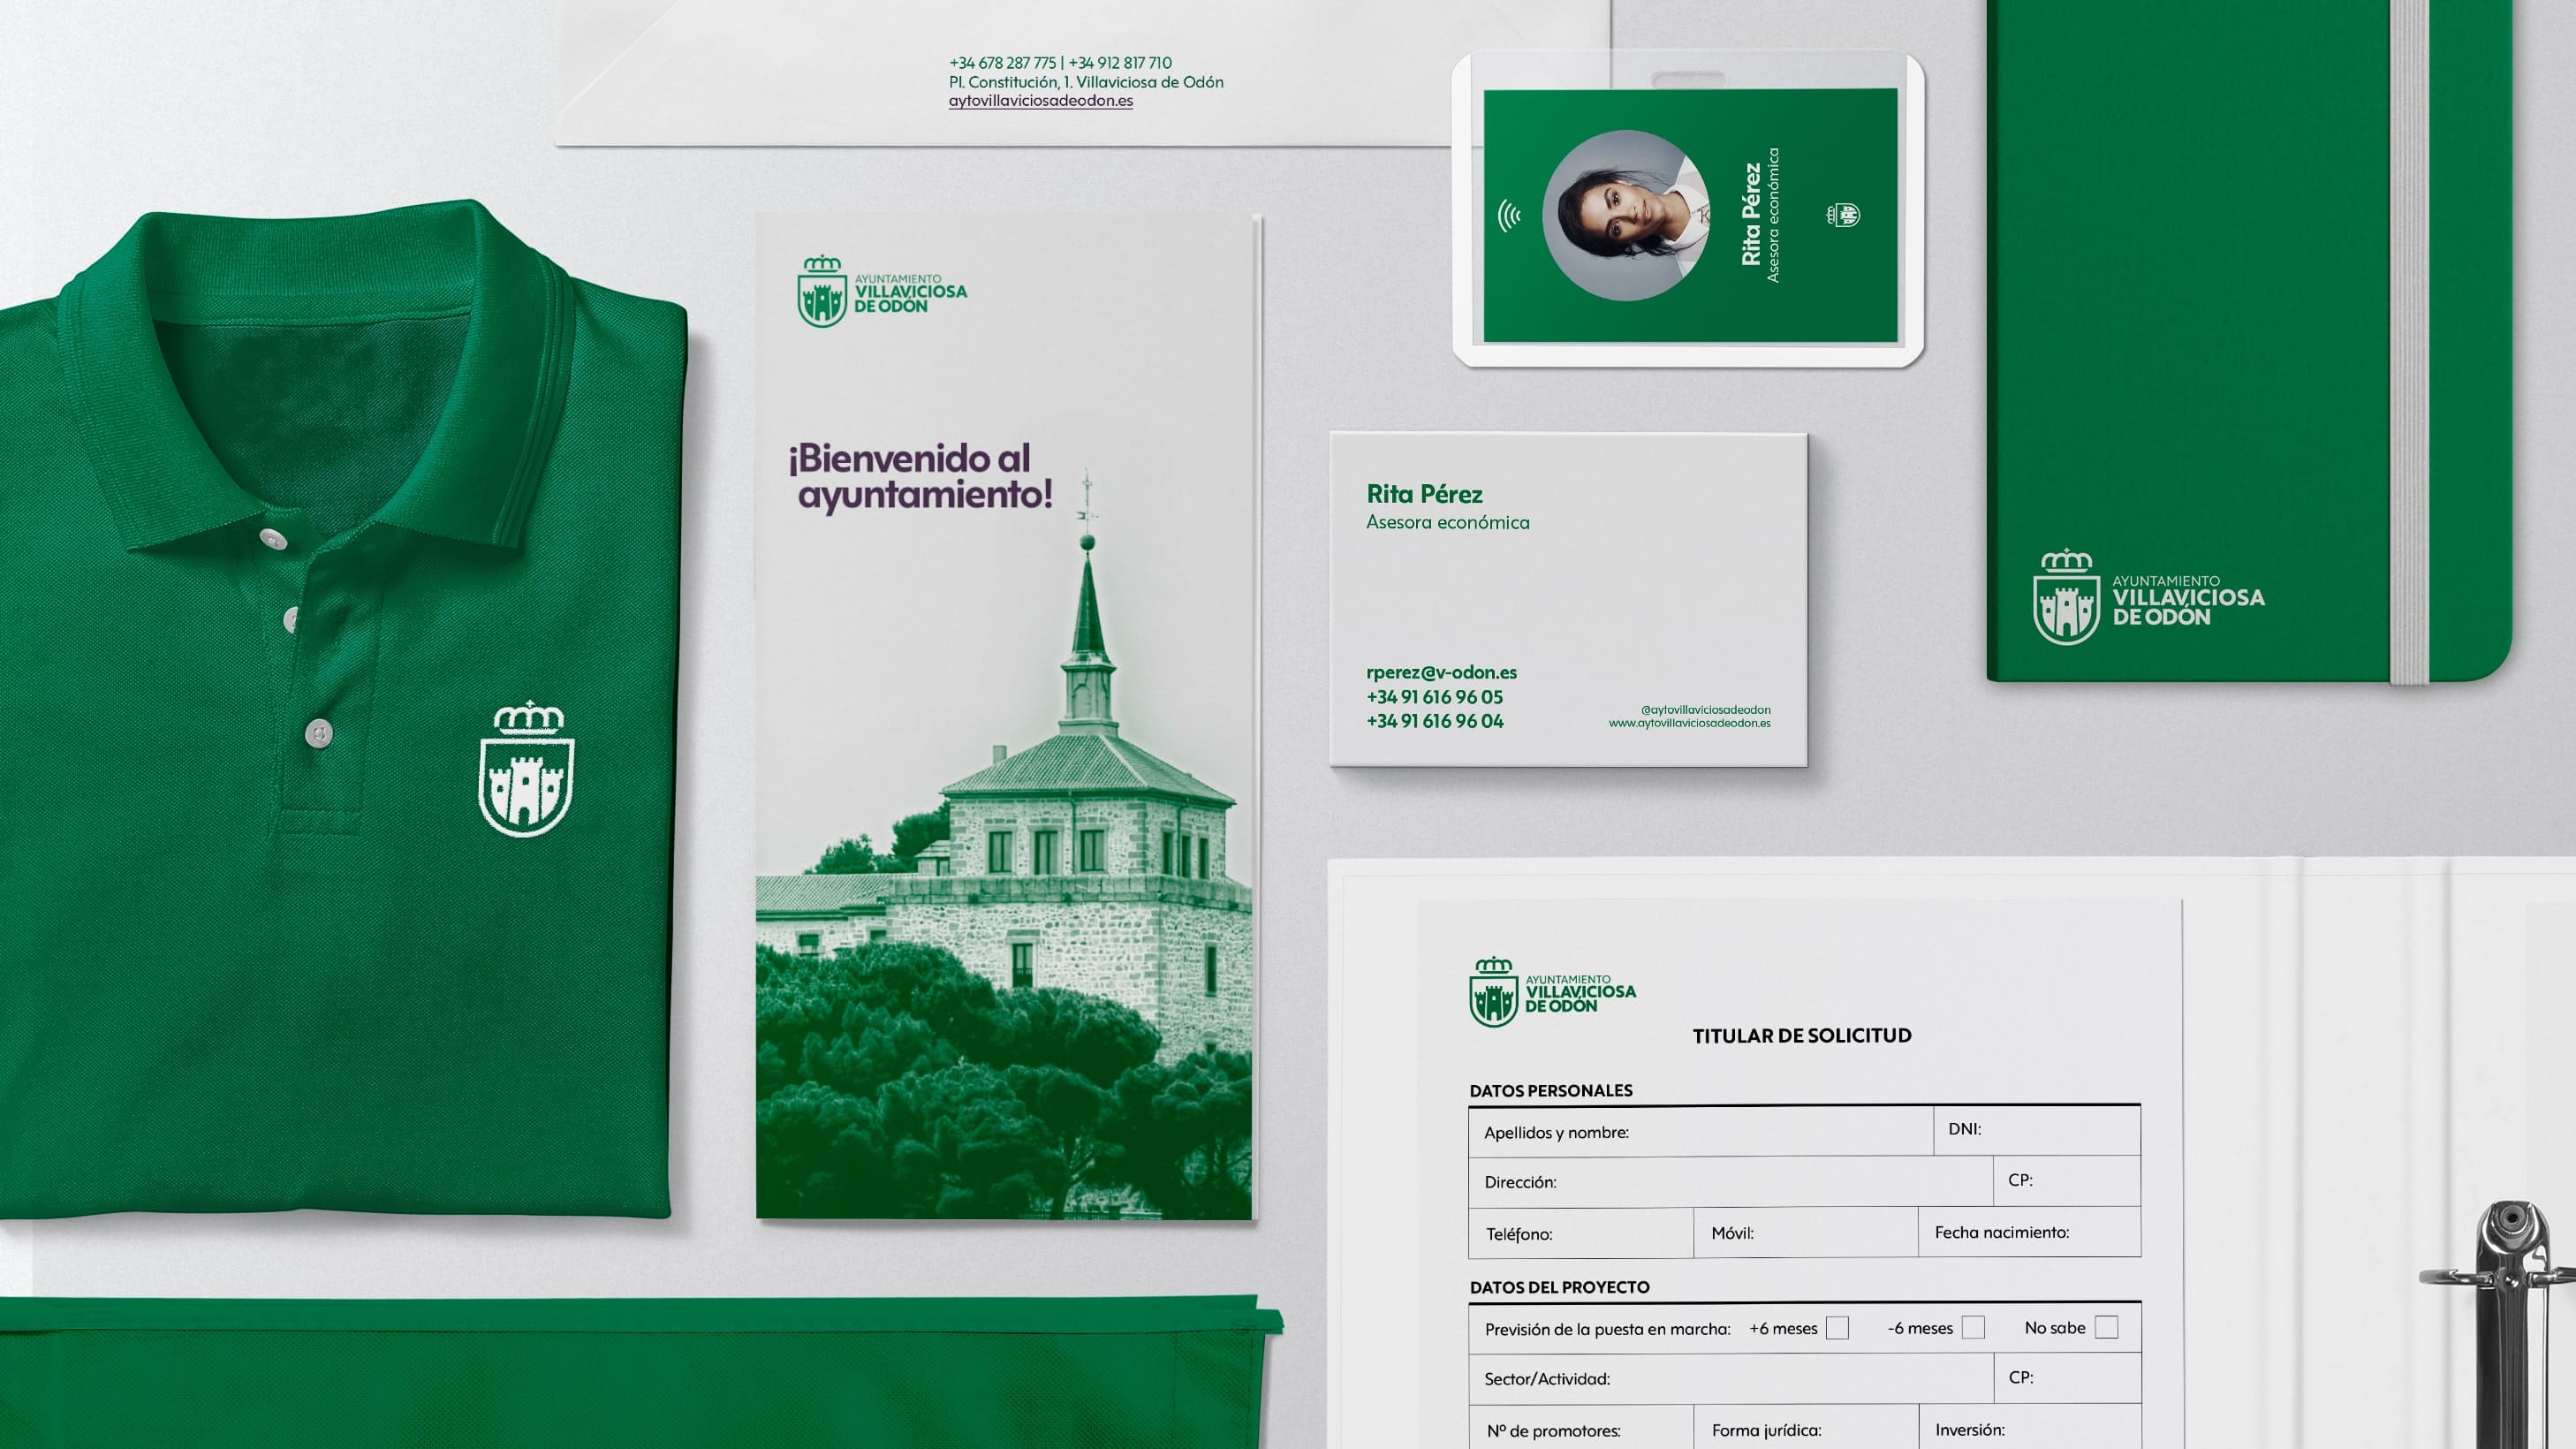 +34 678 287 775 | +34 912 817 710
Pl. Constitución, 1. Villaviciosa de Odón
aytovillaviciosadeodon.es
AYUNTAMIENTO
VILLAVICIOSA
DE ODÓN
¡Bienvenido al
ayuntamiento!
Rita Pérez
Asesora económica
Rita Pérez
Asesora económica
rperez@v-odon.es
+34 91 616 96 05
+34 91 616 96 04
@aytovillaviciosadeodon
www.aytovillaviciosadeodon.es
AYUNTAMIENTO
VILLAVICIOSA
DE ODÓN
AYUNTAMIENTO
VILLAVICIOSA
DE ODÓN
TITULAR DE SOLICITUD
DATOS PERSONALES
Apellidos y nombre: DNI:
Dirección: CP:
Teléfono: Móvil: Fecha nacimiento:
DATOS DEL PROYECTO
Previsión de la puesta en marcha: +6 meses -6 meses No sabe
Sector/Actividad: CP:
Nº de promotores: Forma jurídica: Inversión: